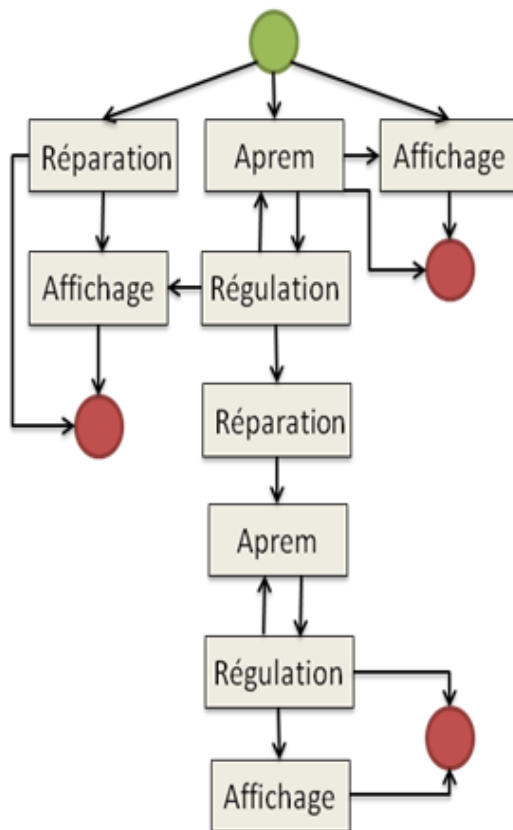 Réparation
Aprem
Affichage
Affichage
Régulation
Réparation
Aprem
Régulation
Affichage